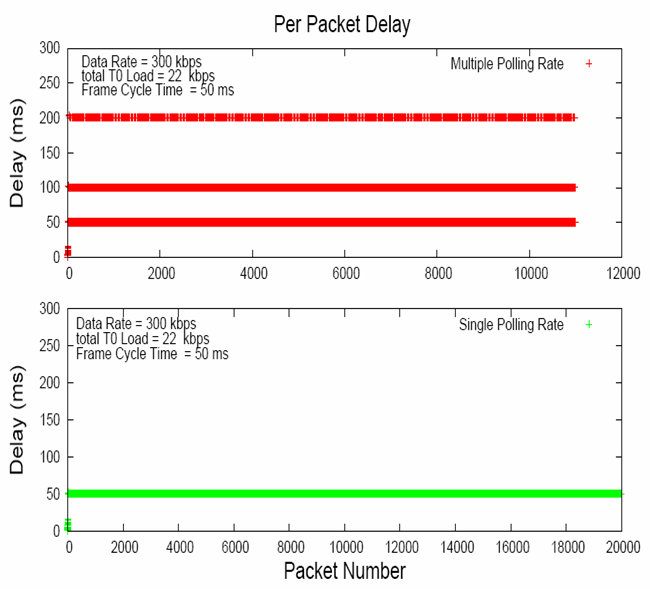 Per Packet Delay
300
250
200
150
100
50
0
Delay (ms)
Data Rate = 300 kbps
total T0 Load = 22 kbps
Frame Cycle Time = 50 ms
Multiple Polling Rate
0 2000 4000 6000 8000 10000 12000
300
250
200
150
100
50
0
Delay (ms)
Data Rate = 300 kbps
total T0 Load = 22 kbps
Frame Cycle Time = 50 ms
Single Polling Rate
0 2000 4000 6000 8000 10000 12000 14000 16000 18000 20000
Packet Number